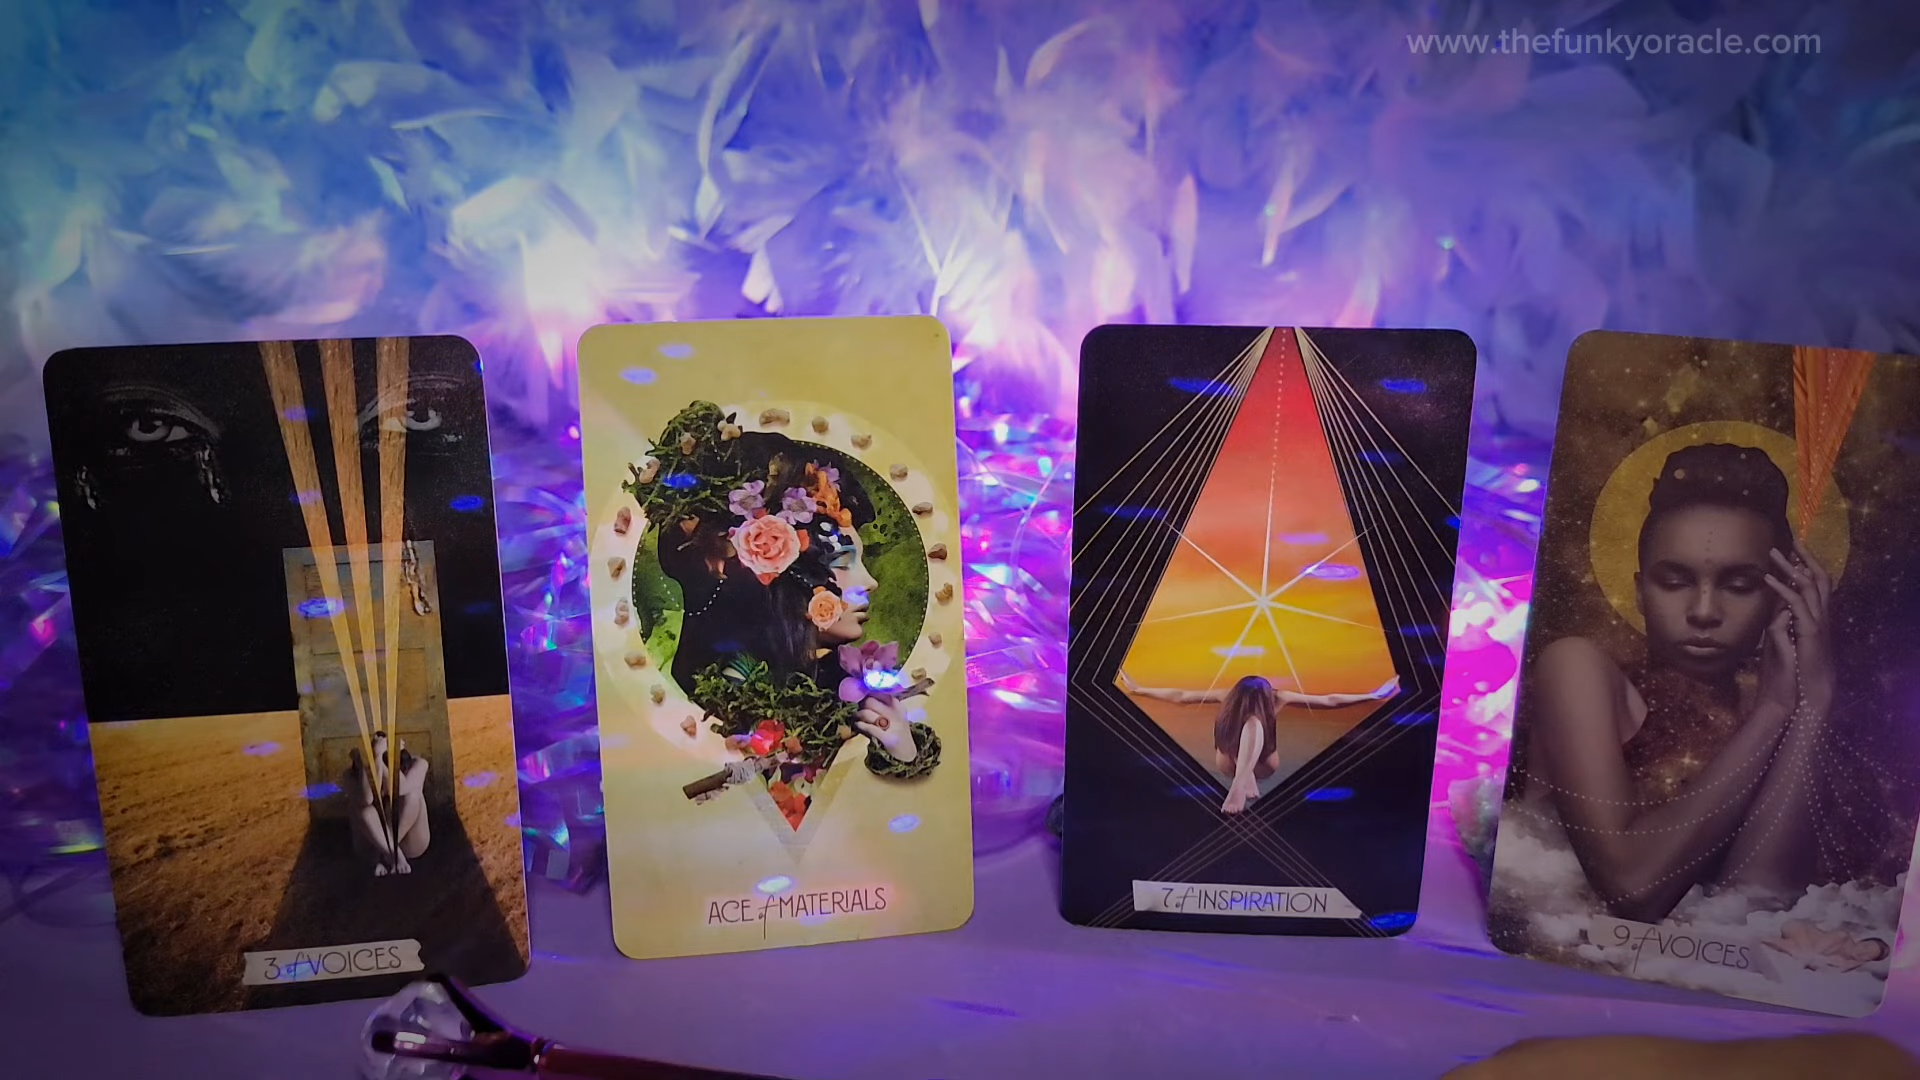 www.thefunkyoracle.com
3 of VOICES
ACE of MATERIALS
7 of INSPIRATION
9 of VOICES